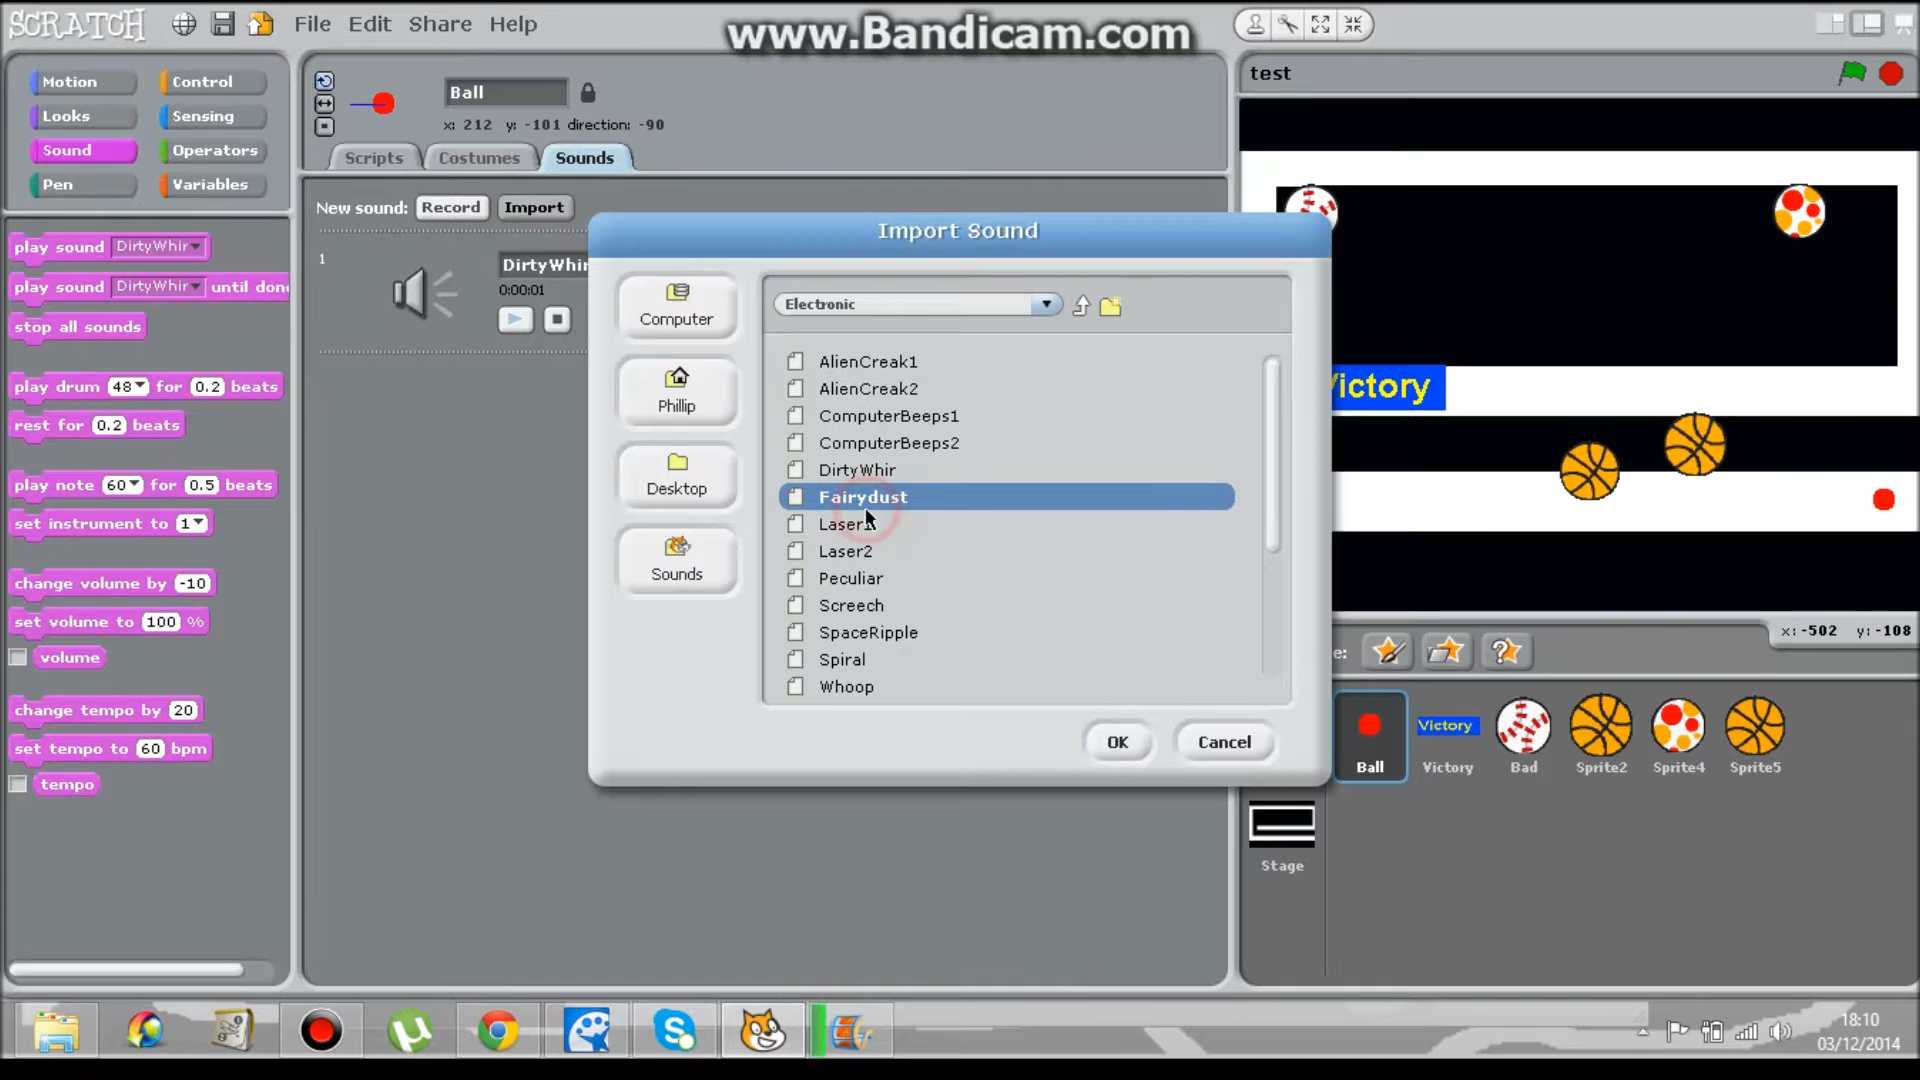 SCRATCH
File Edit Share Help
www.Bandicam.com
Motion Control
Looks Sensing
Sound Operators
Pen Variables
Ball
x: 212 y: -101 direction: -90
Scripts Costumes Sounds
New sound: Record Import
1
DirtyWhir
0:00:01
play sound DirtyWhir
play sound DirtyWhir until done
stop all sounds
play drum 48 for 0.2 beats
rest for 0.2 beats
play note 60 for 0.5 beats
set instrument to 1
change volume by -10
set volume to 100 %
volume
change tempo by 20
set tempo to 60 bpm
tempo
Import Sound
Computer
Phillip
Desktop
Sounds
Electronic
AlienCreak1
AlienCreak2
ComputerBeeps1
ComputerBeeps2
DirtyWhir
Fairydust
Laser1
Laser2
Peculiar
Screech
SpaceRipple
Spiral
Whoop
OK Cancel
test
Victory
x: -502 y: -108
e:
Victory
Ball Victory Bad Sprite2 Sprite4 Sprite5
Stage
18:10
03/12/2014